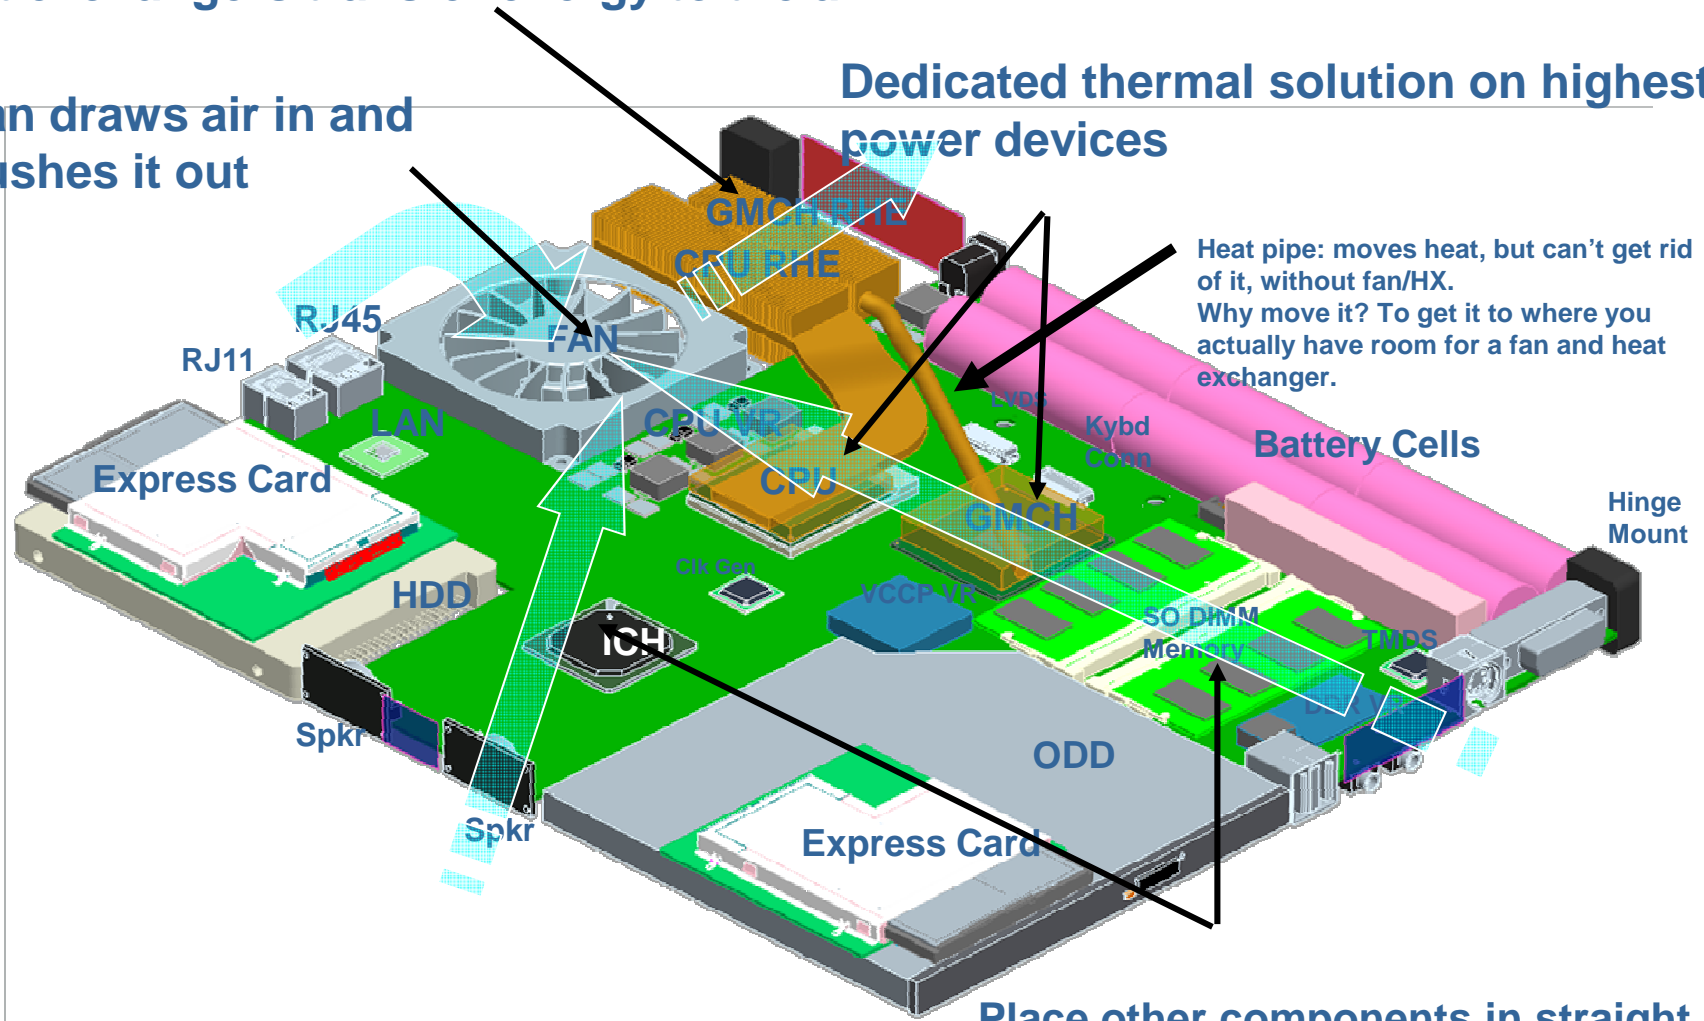 Dedicated thermal solution on highest
power devices
an draws air in and
ushes it out
GMCH RHE
CPU RHE
Heat pipe: moves heat, but can’t get rid
of it, without fan/HX.
Why move it? To get it to where you
actually have room for a fan and heat
exchanger.
RJ45
FAN
RJ11
LVDS
LAN
CPU VR
Kybd
Conn
Battery Cells
Express Card
CPU
GMCH
Hinge
Mount
Clk Gen
HDD
VCCP VR
SO DIMM
Memory
ICH
TMDS
DDR VR
Spkr
ODD
Spkr
Express Card
Place other components in straight